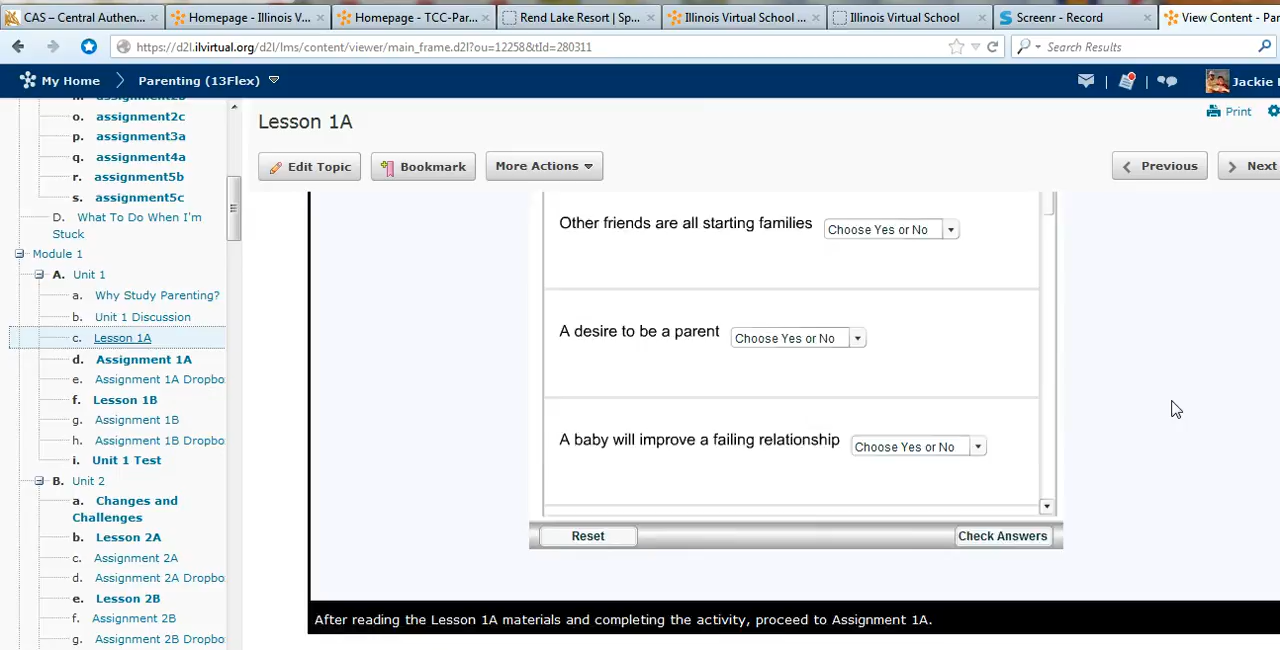 CAS – Central Authen...
Homepage - Illinois V...
Homepage - TCC-Par...
Rend Lake Resort | Sp...
Illinois Virtual School ...
Illinois Virtual School
Screenr - Record
View Content - Par
https://d2l.ilvirtual.org/d2l/lms/content/viewer/main_frame.d2l?ou=12258&tId=280311
Search Results
My Home
Parenting (13Flex)
Jackie
o. assignment2c
p. assignment3a
q. assignment4a
r. assignment5b
s. assignment5c
D. What To Do When I'm
Stuck
Module 1
A. Unit 1
a. Why Study Parenting?
b. Unit 1 Discussion
c. Lesson 1A
d. Assignment 1A
e. Assignment 1A Dropbo
f. Lesson 1B
g. Assignment 1B
h. Assignment 1B Dropbo
i. Unit 1 Test
B. Unit 2
a. Changes and
Challenges
b. Lesson 2A
c. Assignment 2A
d. Assignment 2A Dropbo
e. Lesson 2B
f. Assignment 2B
g. Assignment 2B Dropbo
Lesson 1A
Print
Edit Topic
Bookmark
More Actions
Previous
Next
Other friends are all starting families Choose Yes or No
A desire to be a parent Choose Yes or No
A baby will improve a failing relationship Choose Yes or No
Reset
Check Answers
After reading the Lesson 1A materials and completing the activity, proceed to Assignment 1A.